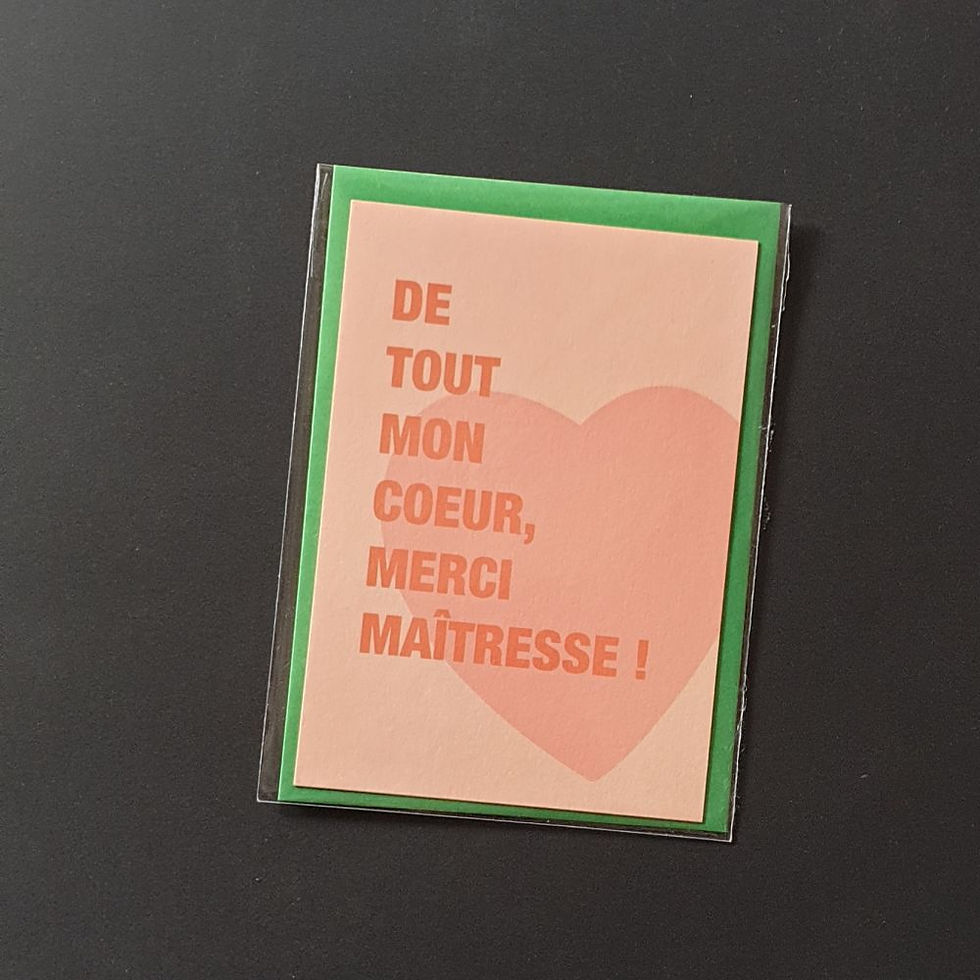 DE
TOUT
MON
COEUR,
MERCI
MAÎTRESSE !